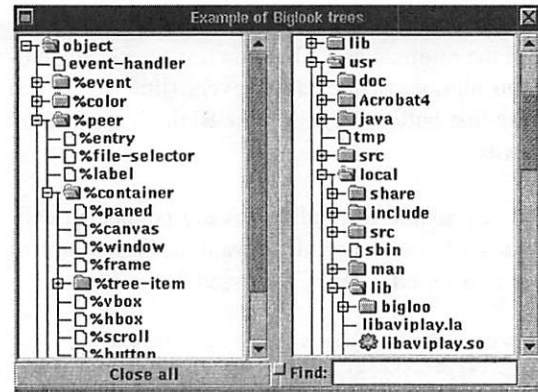 Example of Biglook trees
object
event-handler
%event
%color
%peer
%entry
%file-selector
%label
%container
%paned
%canvas
%window
%frame
%tree-item
%vbox
%hbox
%scroll
%button
Close all
lib
usr
doc
Acrobat4
java
tmp
src
local
share
include
src
sbin
man
lib
bigloo
libaviplay.la
libaviplay.so
Find: